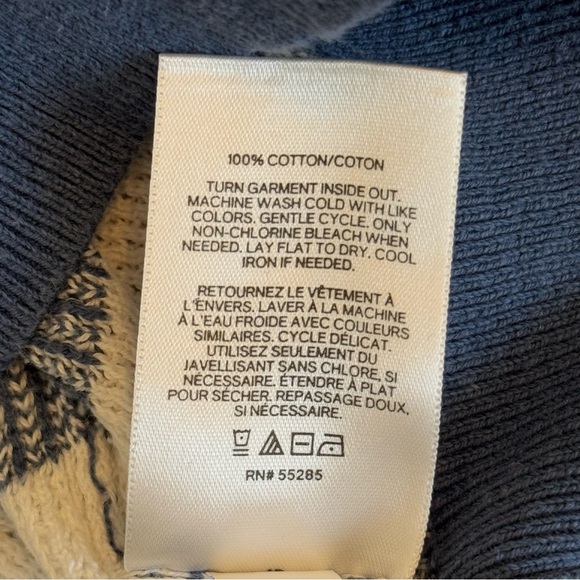 100% COTTON/COTON
TURN GARMENT INSIDE OUT.
MACHINE WASH COLD WITH LIKE
COLORS. GENTLE CYCLE. ONLY
NON-CHLORINE BLEACH WHEN
NEEDED. LAY FLAT TO DRY. COOL
IRON IF NEEDED.
RETOURNEZ LE VÊTEMENT À
L'ENVERS. LAVER À LA MACHINE
À L'EAU FROIDE AVEC COULEURS
SIMILAIRES. CYCLE DÉLICAT.
UTILISEZ SEULEMENT DU
JAVELLISANT SANS CHLORE, SI
NÉCESSAIRE. ÉTENDRE À PLAT
POUR SÉCHER. REPASSAGE DOUX,
SI NÉCESSAIRE.
RN# 55285